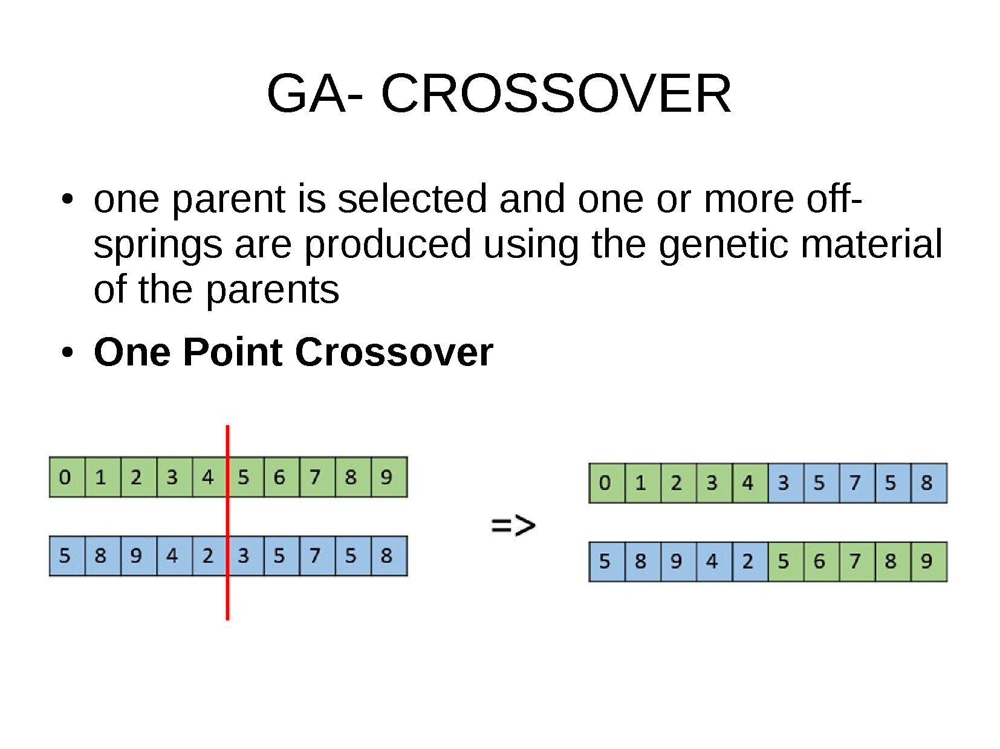 GA- CROSSOVER
• one parent is selected and one or more off-
springs are produced using the genetic material
of the parents
• One Point Crossover
0 1 2 3 4 5 6 7 8 9
5 8 9 4 2 3 5 7 5 8
=>
0 1 2 3 4 3 5 7 5 8
5 8 9 4 2 5 6 7 8 9